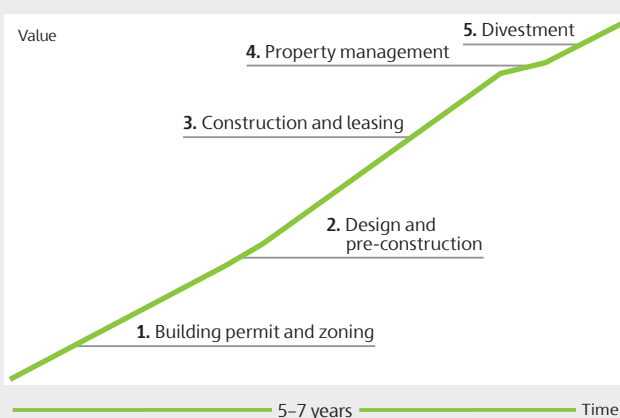 Value
5. Divestment
4. Property management
3. Construction and leasing
2. Design and
pre-construction
1. Building permit and zoning
5–7 years
Time